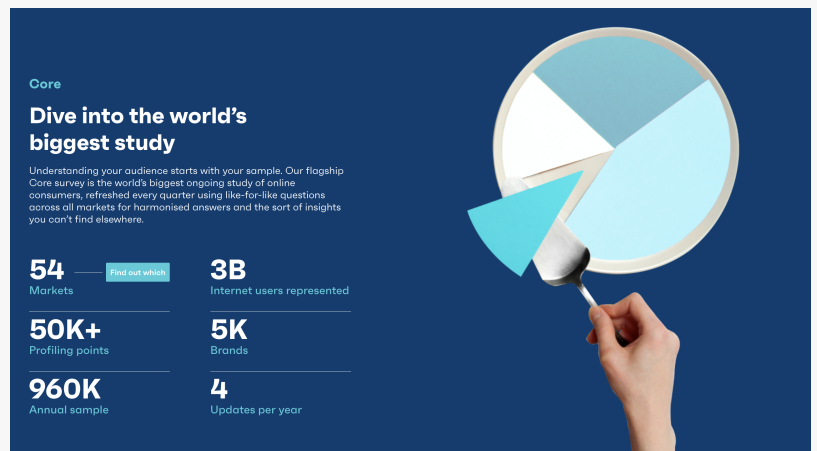 Core
Dive into the world's
biggest study
Understanding your audience starts with your sample. Our flagship
Core survey is the world's biggest ongoing study of online
consumers, refreshed every quarter using like-for-like questions
across all markets for harmonised answers and the sort of insights
you can't find elsewhere.
54
Find out which
Markets
3B
Internet users represented
50K+
Profiling points
5K
Brands
960K
Annual sample
4
Updates per year